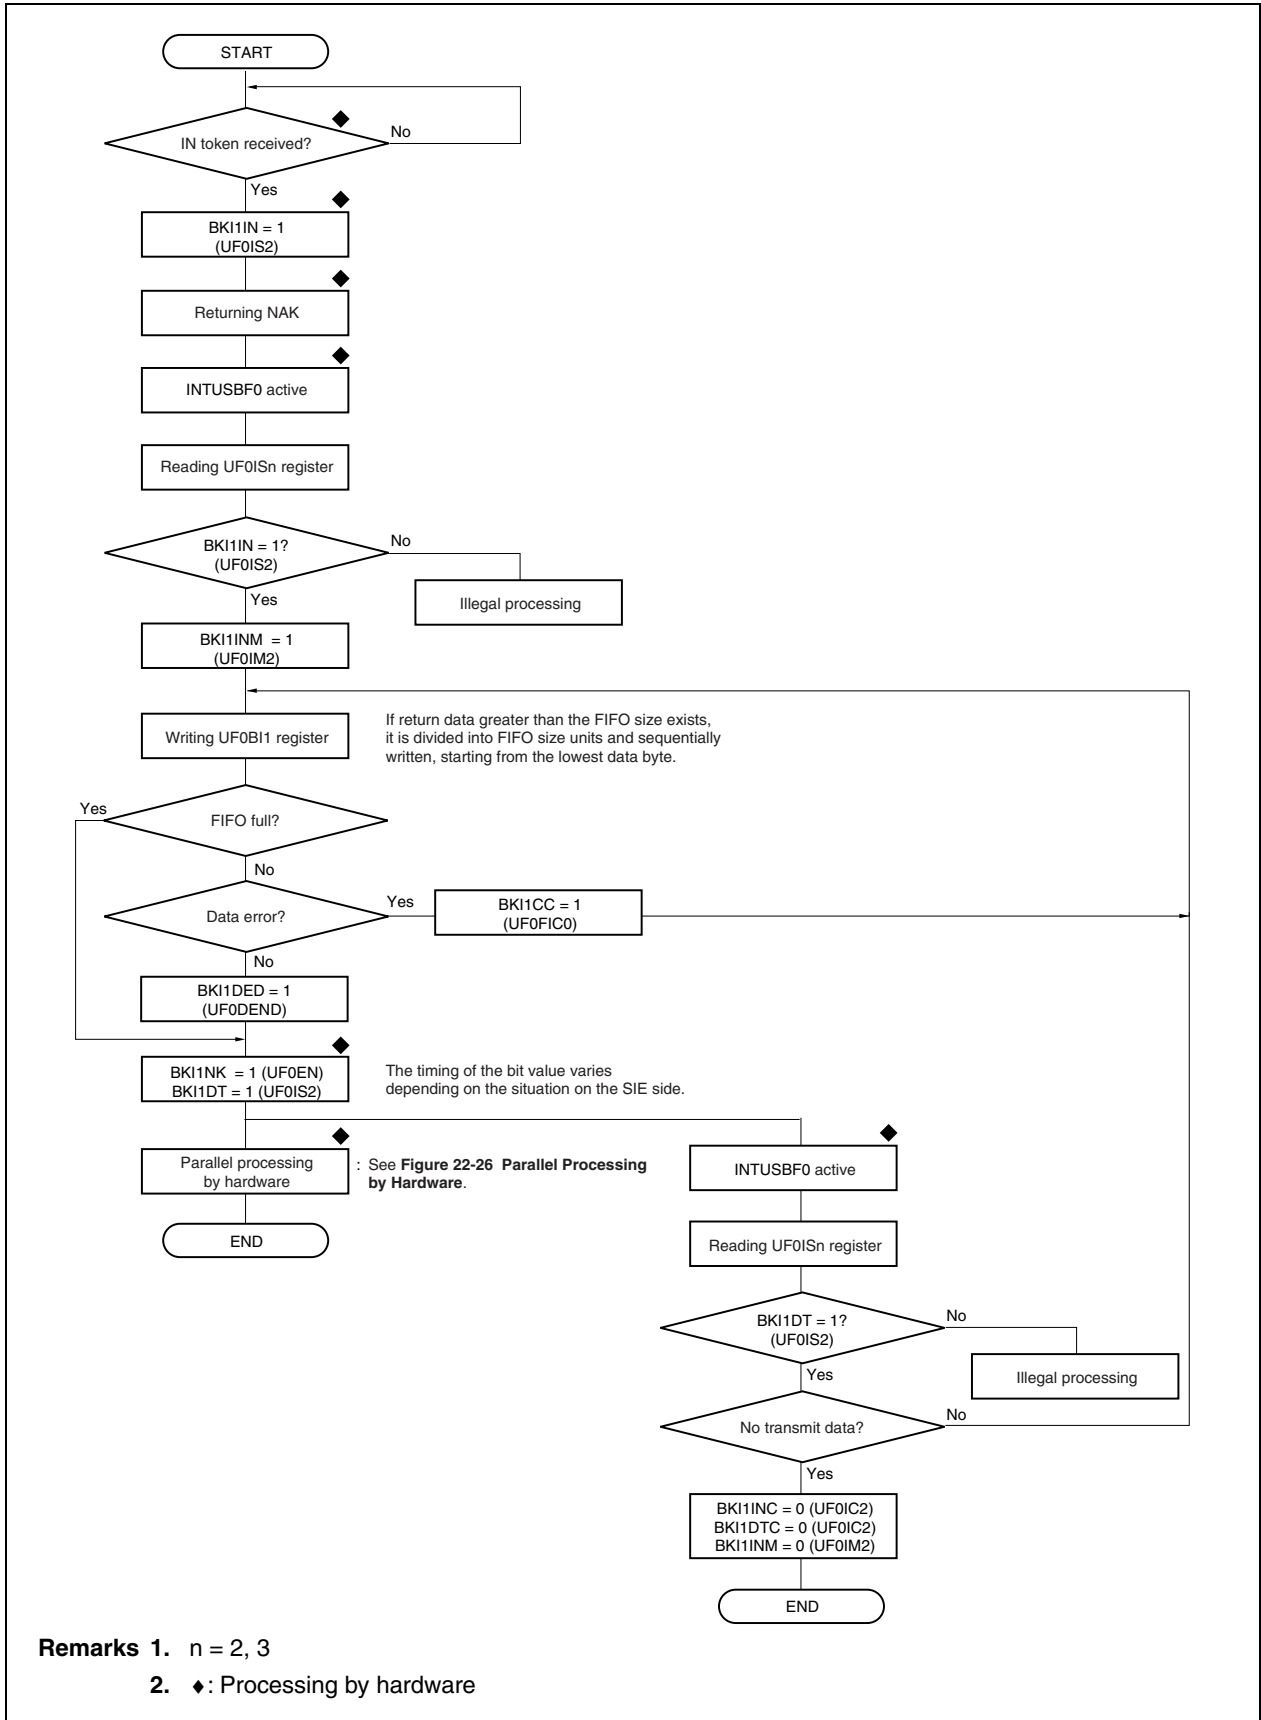 START
IN token received?
No
Yes
BKI1IN = 1
(UF0IS2)
Returning NAK
INTUSBF0 active
Reading UF0ISn register
BKI1IN = 1?
(UF0IS2)
No
Illegal processing
Yes
BKI1INM = 1
(UF0IM2)
Writing UF0BI1 register
If return data greater than the FIFO size exists,
it is divided into FIFO size units and sequentially
written, starting from the lowest data byte.
Yes
FIFO full?
No
Data error?
Yes
BKI1CC = 1
(UF0FIC0)
No
BKI1DED = 1
(UF0DEND)
BKI1NK = 1 (UF0EN)
BKI1DT = 1 (UF0IS2)
The timing of the bit value varies
depending on the situation on the SIE side.
Parallel processing
by hardware
: See Figure 22-26 Parallel Processing
by Hardware.
END
INTUSBF0 active
Reading UF0ISn register
BKI1DT = 1?
(UF0IS2)
No
Illegal processing
Yes
No transmit data?
No
Yes
BKI1INC = 0 (UF0IC2)
BKI1DTC = 0 (UF0IC2)
BKI1INM = 0 (UF0IM2)
END
Remarks 1. n = 2, 3
2. ♦: Processing by hardware